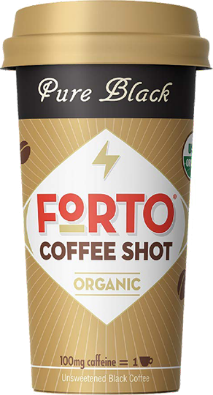 Pure Black
FORTO®
COFFEE SHOT
ORGANIC
100mg caffeine = 1
Unsweetened Black Coffee